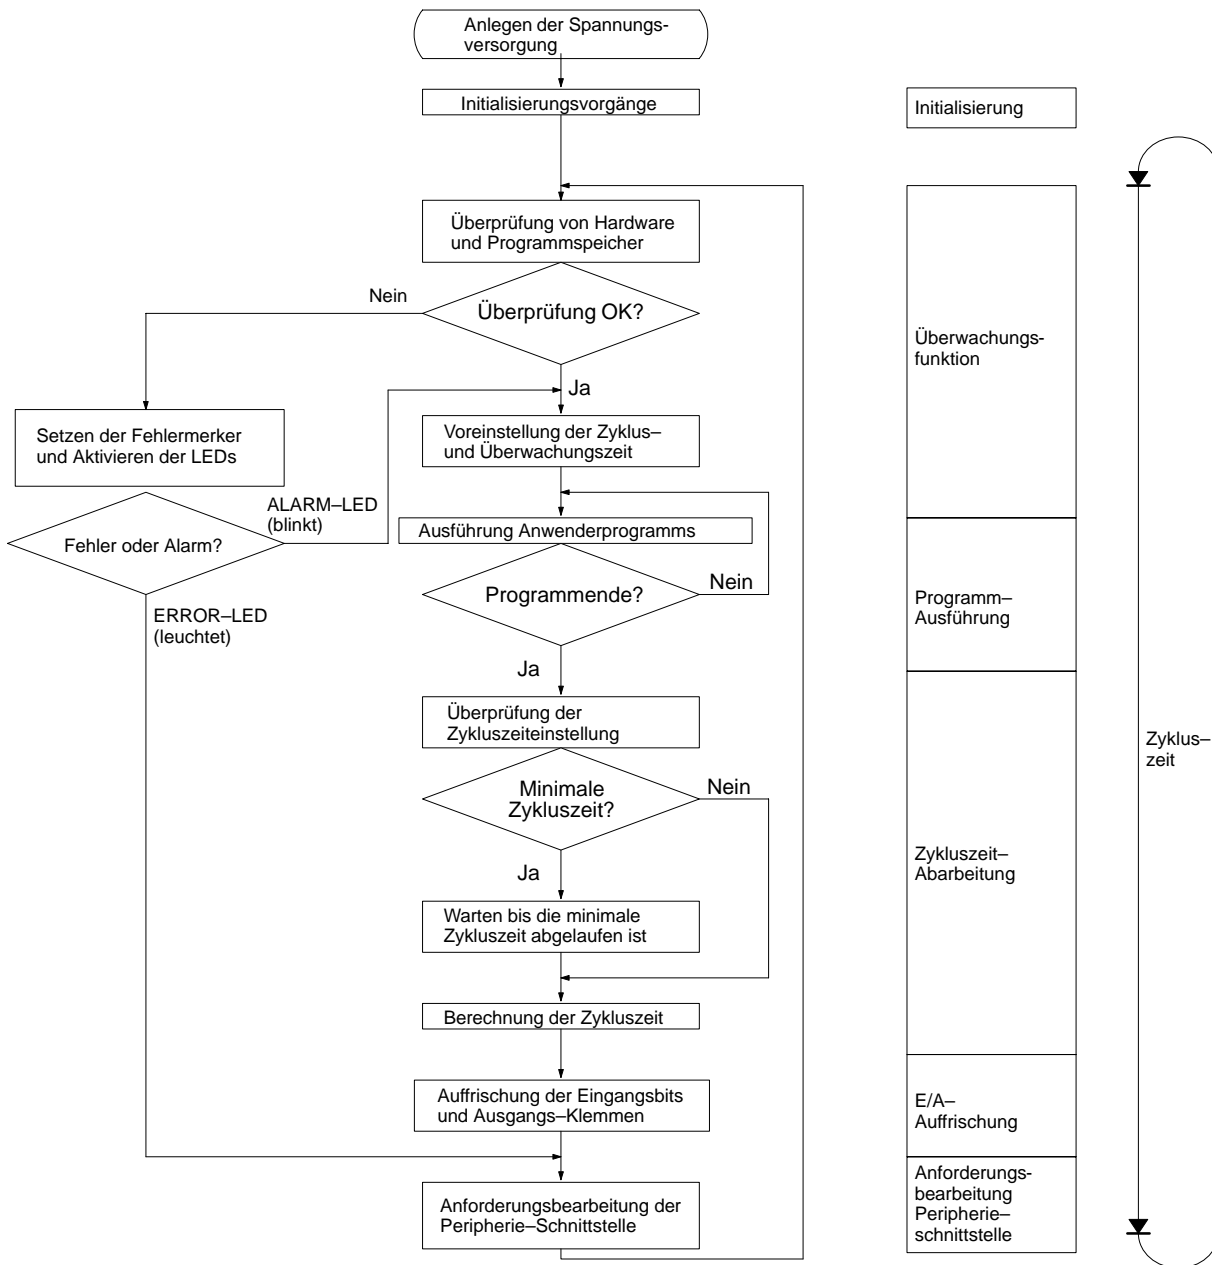 Anlegen der Spannungs-
versorgung
Initialisierungsvorgänge
Initialisierung
Überprüfung von Hardware
und Programmspeicher
Nein
Überprüfung OK?
Überwachungs-
funktion
Ja
Setzen der Fehlermerker
und Aktivieren der LEDs
Voreinstellung der Zyklus–
und Überwachungszeit
ALARM–LED
(blinkt)
Ausführung Anwenderprogramms
Fehler oder Alarm?
Nein
Programmende?
Programm–
Ausführung
ERROR–LED
(leuchtet)
Ja
Überprüfung der
Zykluszeiteinstellung
Zyklus–
zeit
Minimale
Zykluszeit?
Nein
Zykluszeit–
Abarbeitung
Ja
Warten bis die minimale
Zykluszeit abgelaufen ist
Berechnung der Zykluszeit
Auffrischung der Eingangsbits
und Ausgangs–Klemmen
E/A–
Auffrischung
Anforderungsbearbeitung der
Peripherie–Schnittstelle
Anforderungs-
bearbeitung
Peripherie–
schnittstelle